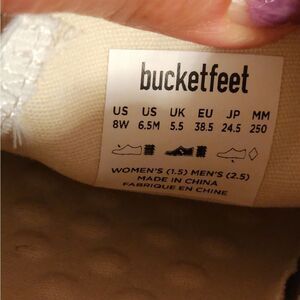 bucketfeet
US US UK EU JP MM
8W 6.5M 5.5 38.5 24.5 250
WOMEN'S (1.5) MEN'S (2.5)
MADE IN CHINA
FABRIQUE EN CHINE